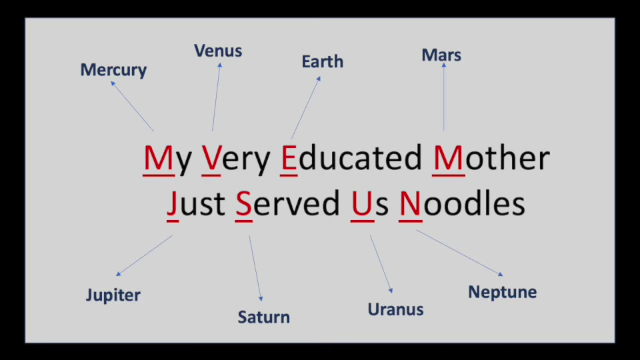 Mercury
Venus
Earth
Mars
My Very Educated Mother
Just Served Us Noodles
Jupiter
Saturn
Uranus
Neptune